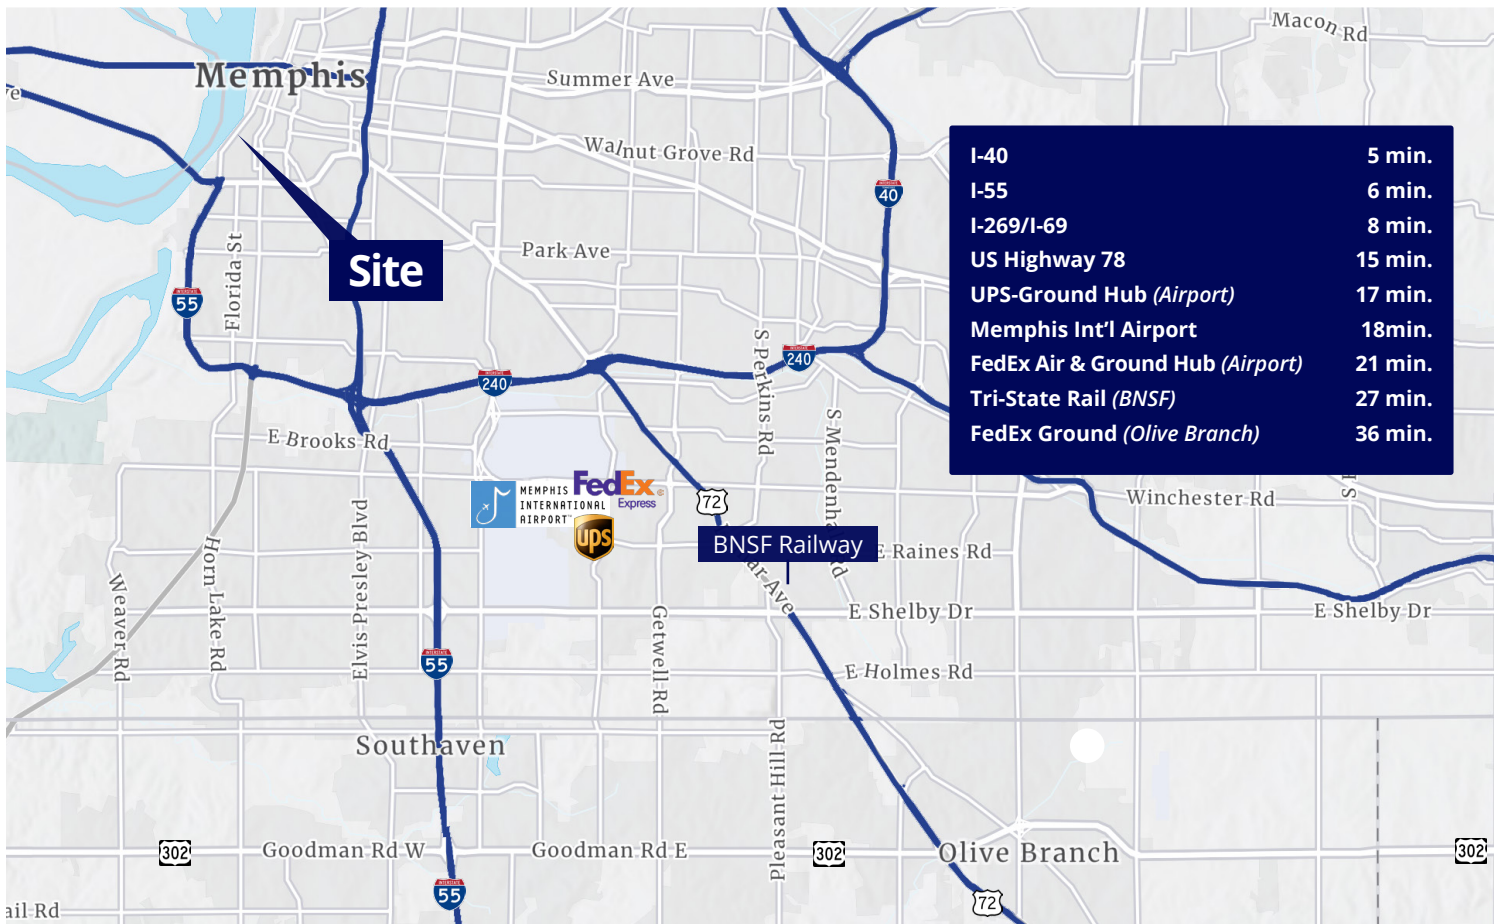 Macon Rd
Memphis
Summer Ave
Walnut Grove Rd
40
I-40 5 min.
I-55 6 min.
I-269/I-69 8 min.
US Highway 78 15 min.
UPS-Ground Hub (Airport) 17 min.
Memphis Int'l Airport 18min.
FedEx Air & Ground Hub (Airport) 21 min.
Tri-State Rail (BNSF) 27 min.
FedEx Ground (Olive Branch) 36 min.
Park Ave
Site
Florida St
55
240
240
S Perkins Rd
S Mendenha
Rd
E Brooks Rd
MEMPHIS
INTERNATIONAL
AIRPORT
FedEx
Express
ups
72
BNSF Railway
ar Ave
Winchester Rd
E Raines Rd
Weaver Rd
Horn Lake Rd
Elvis Presley Blvd
Getwell Rd
E Shelby Dr
E Shelby Dr
55
E Holmes Rd
Southaven
Pleasant Hill Rd
302
Goodman Rd W
Goodman Rd E
302
Olive Branch
302
55
72
ail Rd